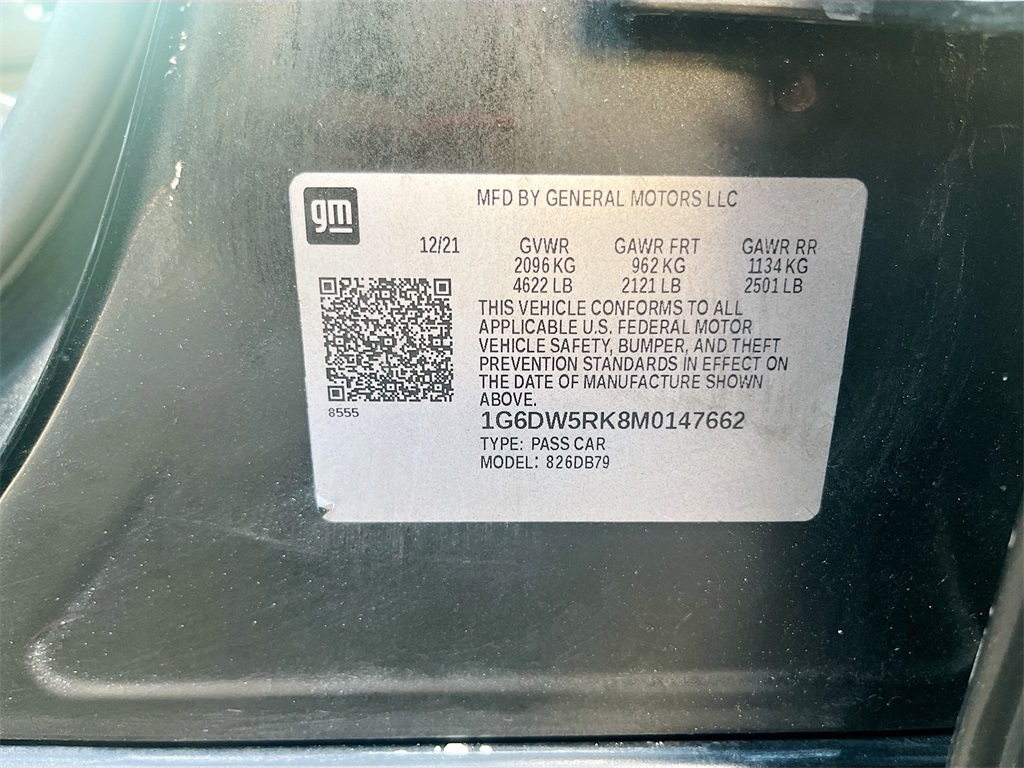 gm
MFD BY GENERAL MOTORS LLC
12/21 GVWR GAWR FRT GAWR RR
2096 KG 962 KG 1134 KG
4622 LB 2121 LB 2501 LB
THIS VEHICLE CONFORMS TO ALL
APPLICABLE U.S. FEDERAL MOTOR
VEHICLE SAFETY, BUMPER, AND THEFT
PREVENTION STANDARDS IN EFFECT ON
THE DATE OF MANUFACTURE SHOWN
ABOVE.
8555
1G6DW5RK8M0147662
TYPE: PASS CAR
MODEL: 826DB79